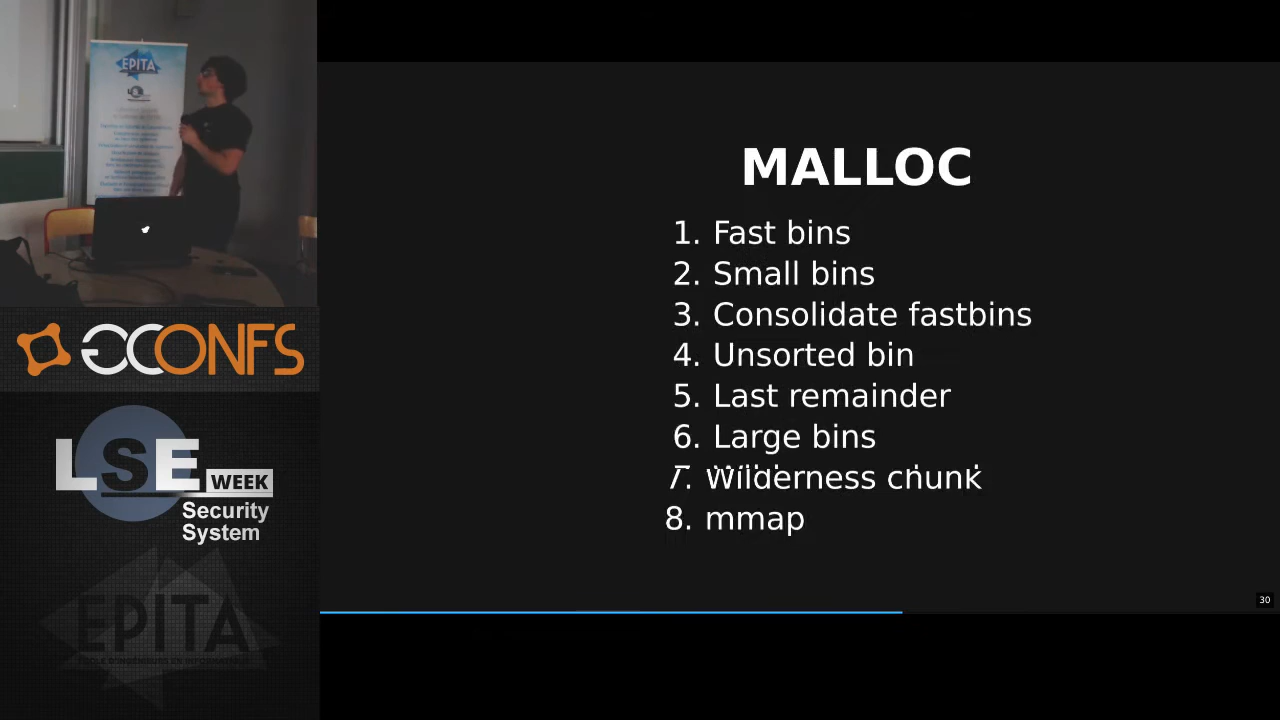 EPITA
MALLOC
1. Fast bins
2. Small bins
3. Consolidate fastbins
4. Unsorted bin
5. Last remainder
6. Large bins
7. Wilderness chunk
8. mmap
30
GCONFS
LSE
WEEK
Security
System
EPITA